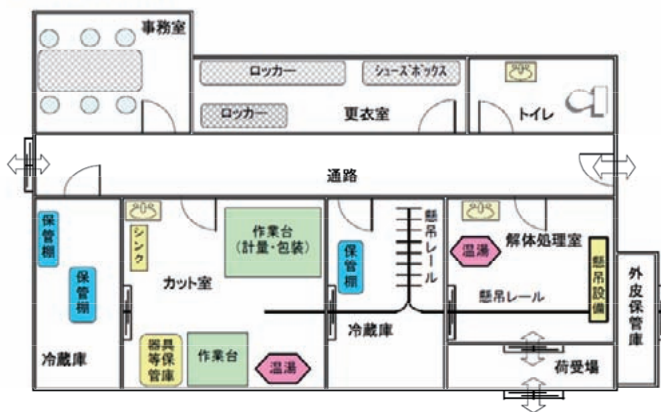 事務室
ロッカー
シューズボックス
ロッカー
更衣室
トイレ
通路
保管棚
保管棚
冷蔵庫
シンク
作業台
(計量・包装)
カット室
器具
等保
管庫
作業台
温湯
保管棚
懸吊レール
冷蔵庫
温湯
解体処理室
懸吊レール
懸吊設備
荷受場
外皮保管庫